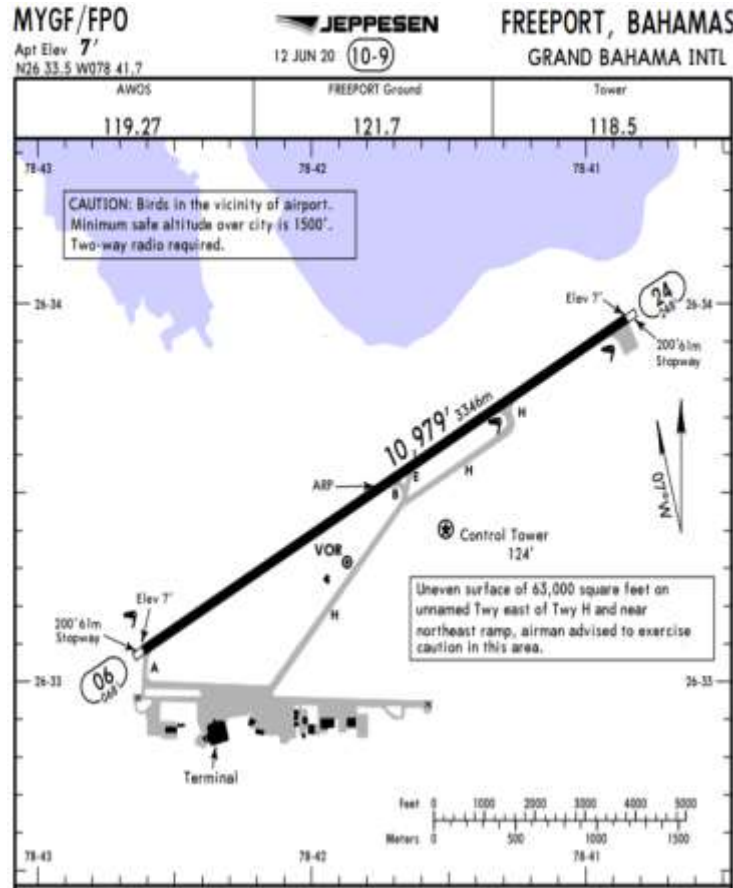 MYGF/FPO
JEPPESEN
FREEPORT, BAHAMAS
Apt Elev 7'
12 JUN 20
10-9
GRAND BAHAMA INTL
N26 33.5 W078 41.7
AWOS
FREEPORT Ground
Tower
119.27
121.7
118.5
78-43
78-42
78-41
CAUTION: Birds in the vicinity of airport.
Minimum safe altitude over city is 1500'.
Two-way radio required.
26-34
Elev 7'
24
248°
26-34
200' 61m
Stopway
10,979' 3346m
H
E
H
ARP
B
07°W
Control Tower
124'
VOR
Uneven surface of 63,000 square feet on
unnamed Twy east of Twy H and near
northeast ramp, airman advised to exercise
caution in this area.
Elev 7'
H
200' 61m
Stopway
A
06
068°
26-33
26-33
Terminal
Feet 0 1000 2000 3000 4000 5000
Meters 0 500 1000 1500
78-43
78-42
78-41